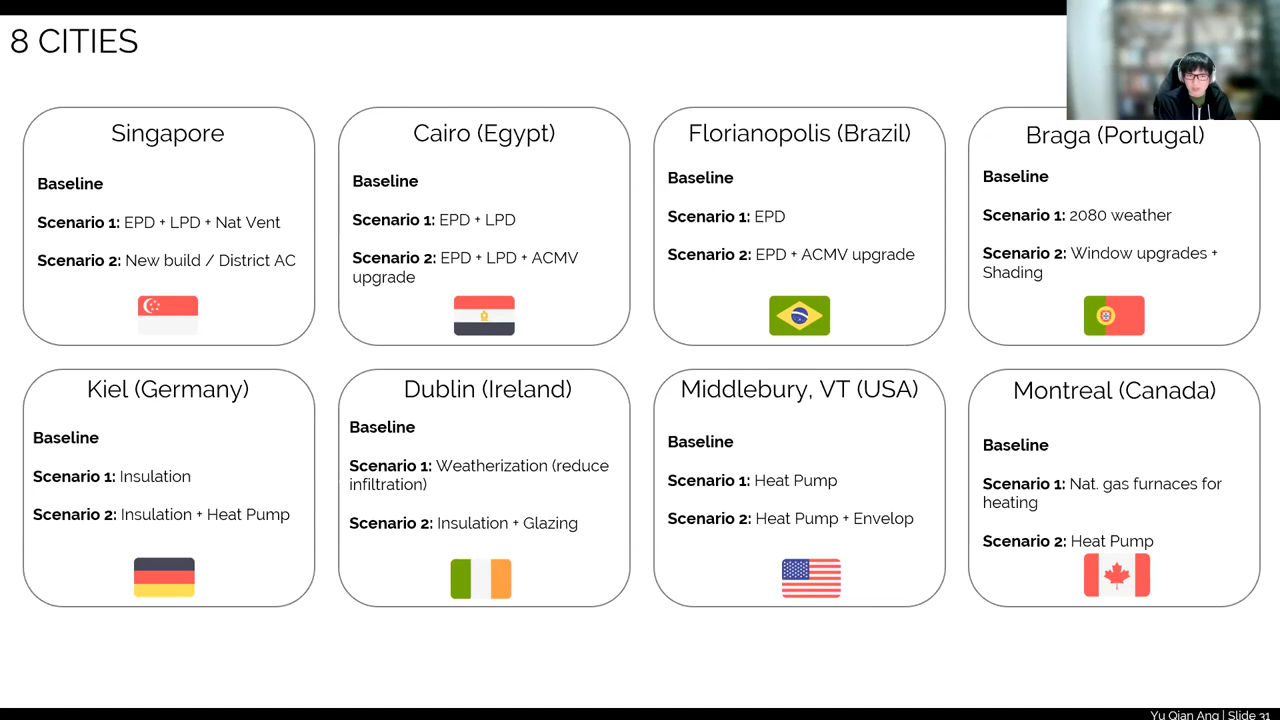 8 CITIES
Singapore
Baseline
Scenario 1: EPD + LPD + Nat Vent
Scenario 2: New build / District AC
Cairo (Egypt)
Baseline
Scenario 1: EPD + LPD
Scenario 2: EPD + LPD + ACMV
upgrade
Florianopolis (Brazil)
Baseline
Scenario 1: EPD
Scenario 2: EPD + ACMV upgrade
Braga (Portugal)
Baseline
Scenario 1: 2080 weather
Scenario 2: Window upgrades +
Shading
Kiel (Germany)
Baseline
Scenario 1: Insulation
Scenario 2: Insulation + Heat Pump
Dublin (Ireland)
Baseline
Scenario 1: Weatherization (reduce
infiltration)
Scenario 2: Insulation + Glazing
Middlebury, VT (USA)
Baseline
Scenario 1: Heat Pump
Scenario 2: Heat Pump + Envelop
Montreal (Canada)
Baseline
Scenario 1: Nat. gas furnaces for
heating
Scenario 2: Heat Pump
Yu Qian Ang | Slide 31